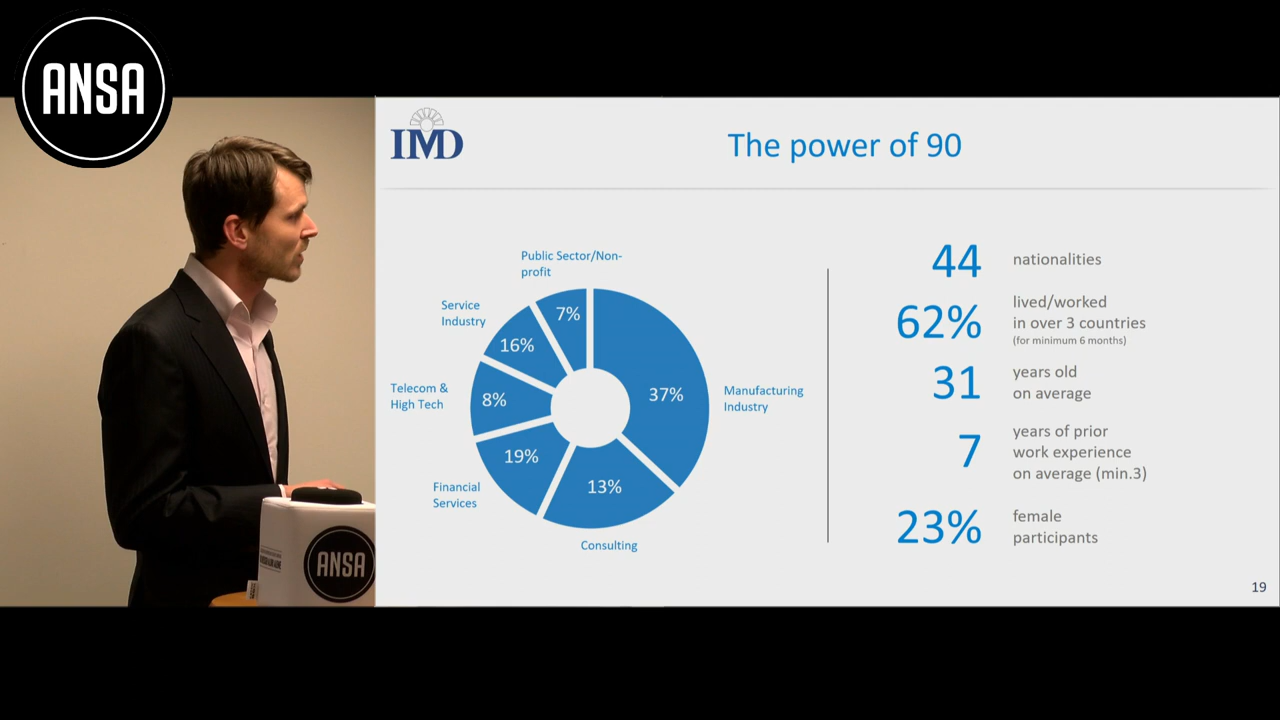 ANSA
IMD
The power of 90
Public Sector/Non-
profit
7%
Service
Industry
16%
Telecom &
High Tech
8%
37%
Manufacturing
Industry
19%
Financial
Services
13%
Consulting
44
nationalities
62%
lived/worked
in over 3 countries
(for minimum 6 months)
31
years old
on average
7
years of prior
work experience
on average (min.3)
23%
female
participants
ANSA
19